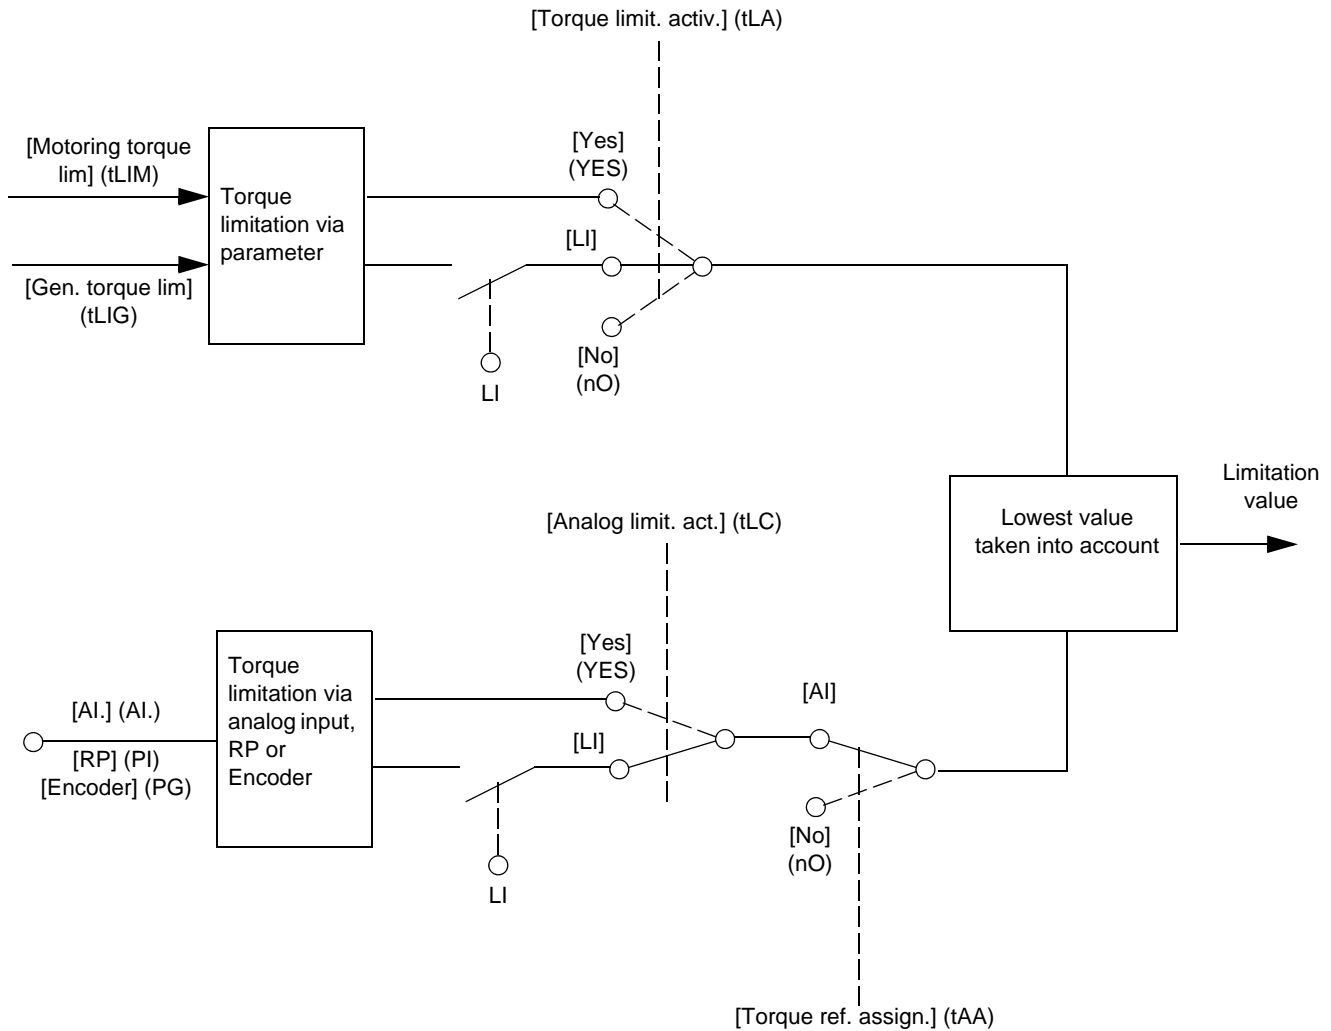 [Torque limit. activ.] (tLA)
[Motoring torque
lim] (tLIM)
[Gen. torque lim]
(tLIG)
Torque
limitation via
parameter
[Yes]
(YES)
[LI]
[No]
(nO)
LI
Lowest value
taken into account
Limitation
value
[Analog limit. act.] (tLC)
[AI.] (AI.)
[RP] (PI)
[Encoder] (PG)
Torque
limitation via
analog input,
RP or
Encoder
[Yes]
(YES)
[LI]
LI
[AI]
[No]
(nO)
[Torque ref. assign.] (tAA)